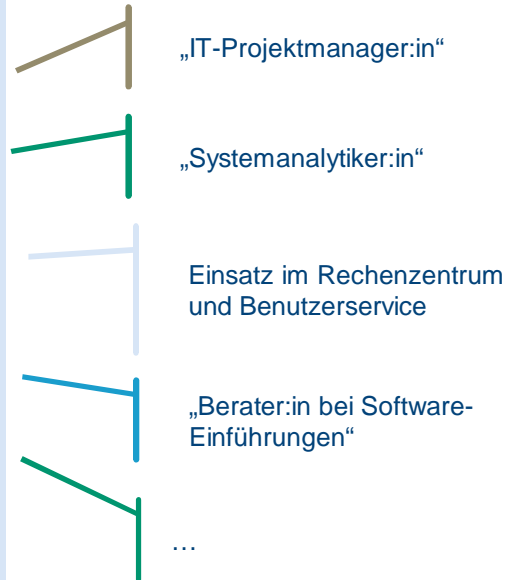 „IT-Projektmanager:in“
„Systemanalytiker:in“
Einsatz im Rechenzentrum
und Benutzerservice
„Berater:in bei Software-
Einführungen“
…